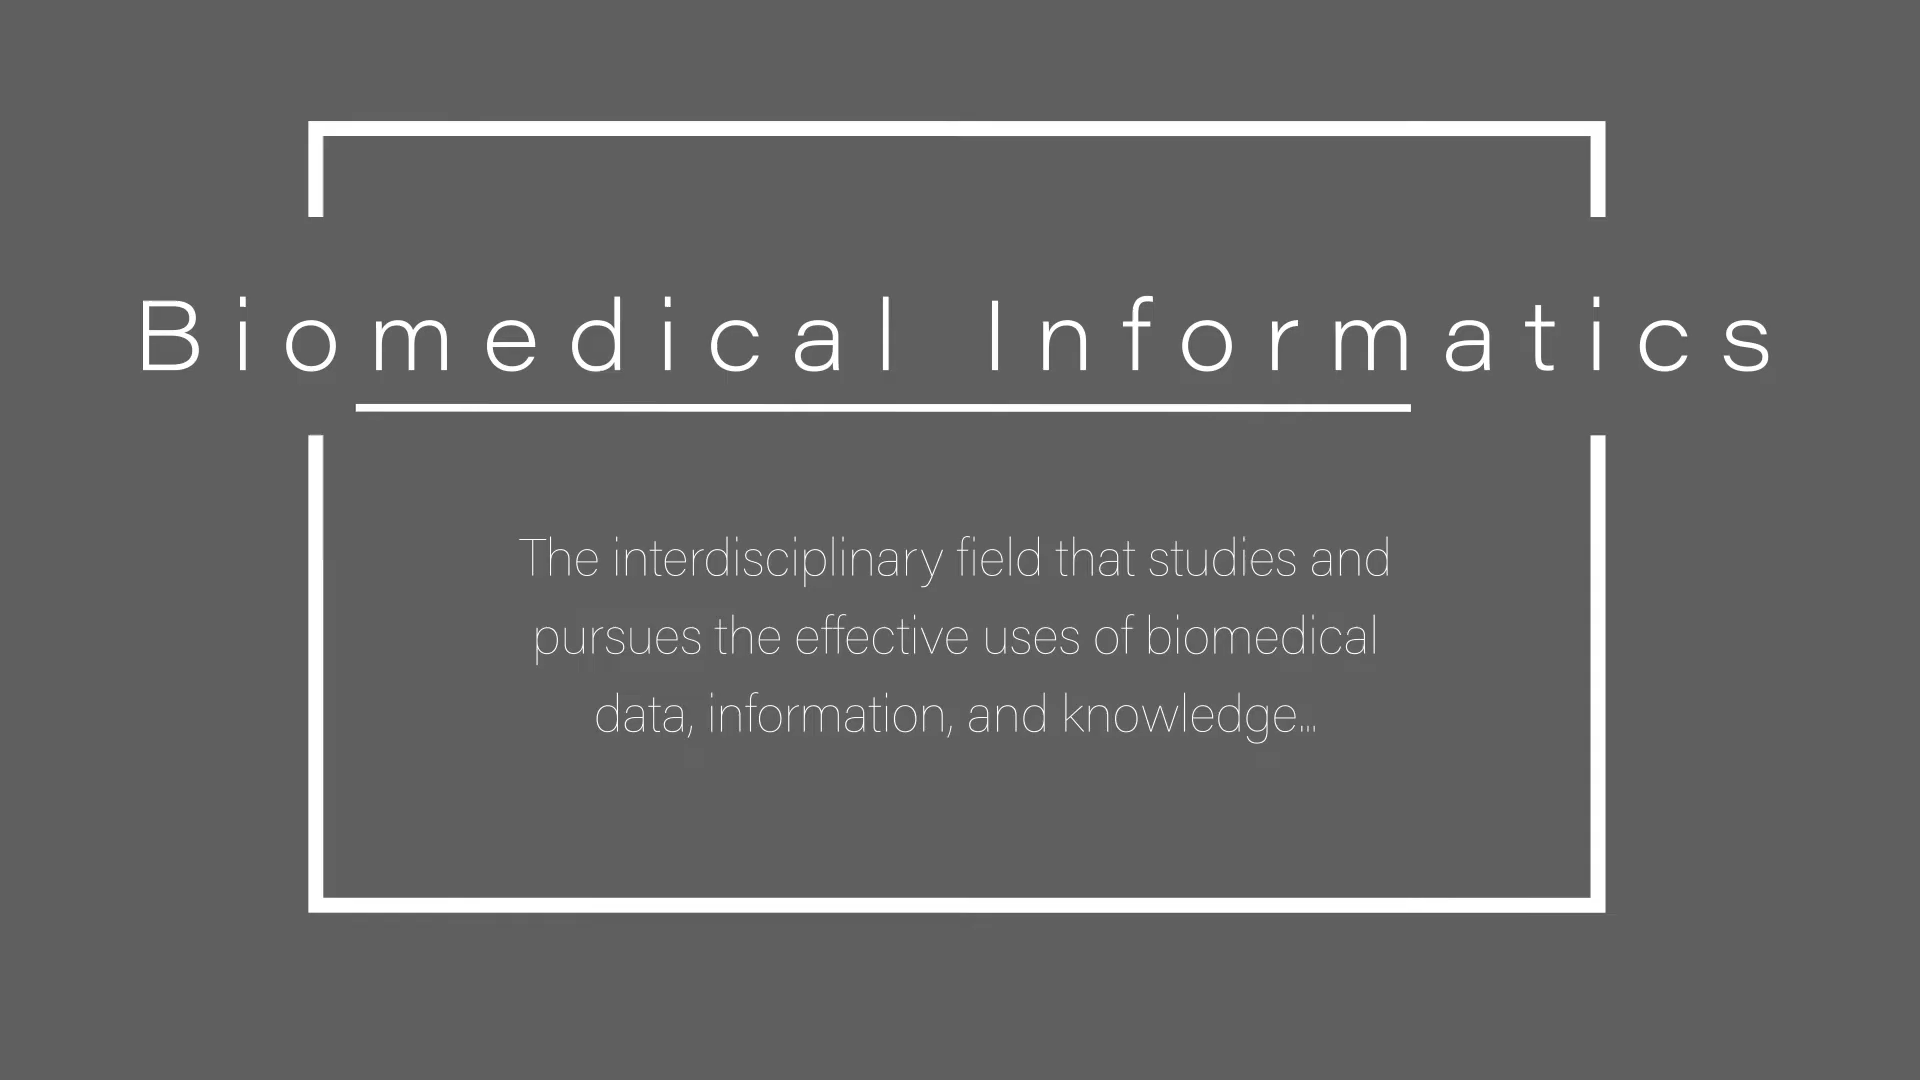 Biomedical Informatics
The interdisciplinary field that studies and
pursues the effective uses of biomedical
data, information, and knowledge...